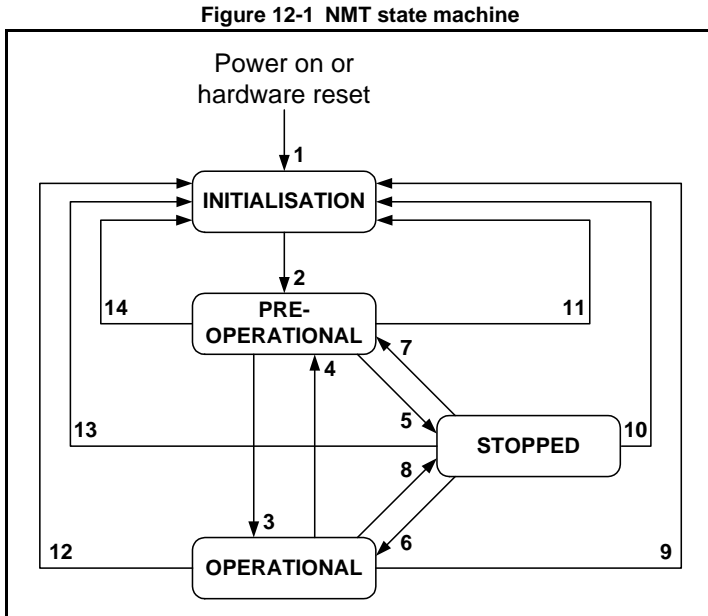 Figure 12-1 NMT state machine
Power on or
hardware reset
1
INITIALISATION
2
14
PRE-
OPERATIONAL
11
4
7
5
13
STOPPED
10
8
3
6
12
OPERATIONAL
9